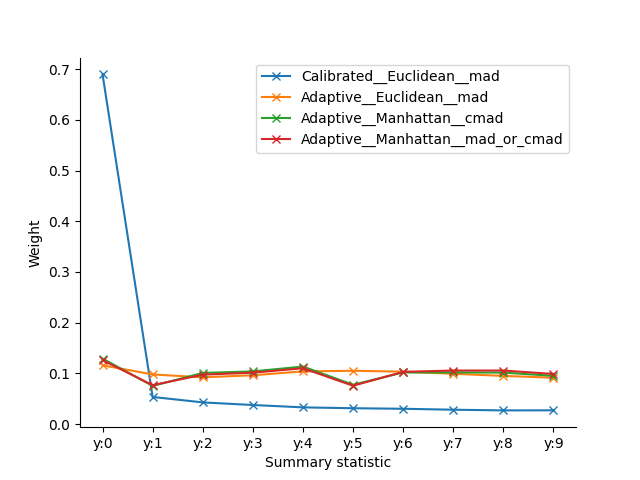 0.7
0.6
0.5
0.4
0.3
0.2
0.1
0.0
Weight
Calibrated__Euclidean__mad
Adaptive__Euclidean__mad
Adaptive__Manhattan__cmad
Adaptive__Manhattan__mad_or_cmad
y:0 y:1 y:2 y:3 y:4 y:5 y:6 y:7 y:8 y:9
Summary statistic